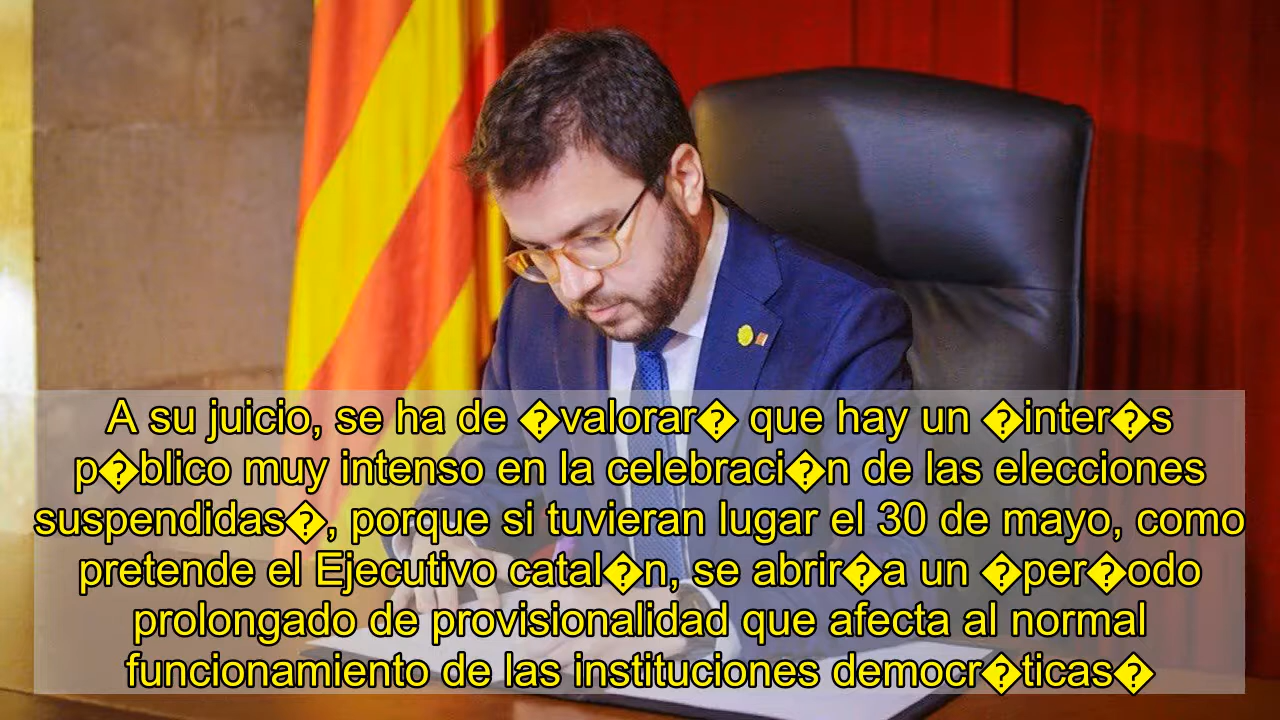 A su juicio, se ha de �valorar� que hay un �inter�s
p�blico muy intenso en la celebraci�n de las elecciones
suspendidas�, porque si tuvieran lugar el 30 de mayo, como
pretende el Ejecutivo catal�n, se abrir�a un �per�odo
prolongado de provisionalidad que afecta al normal
funcionamiento de las instituciones democr�ticas�